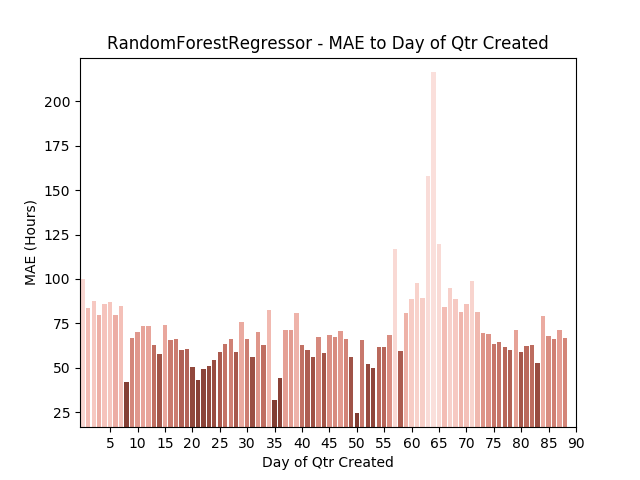 RandomForestRegressor - MAE to Day of Qtr Created
MAE (Hours)
200
175
150
125
100
75
50
25
5 10 15 20 25 30 35 40 45 50 55 60 65 70 75 80 85 90
Day of Qtr Created